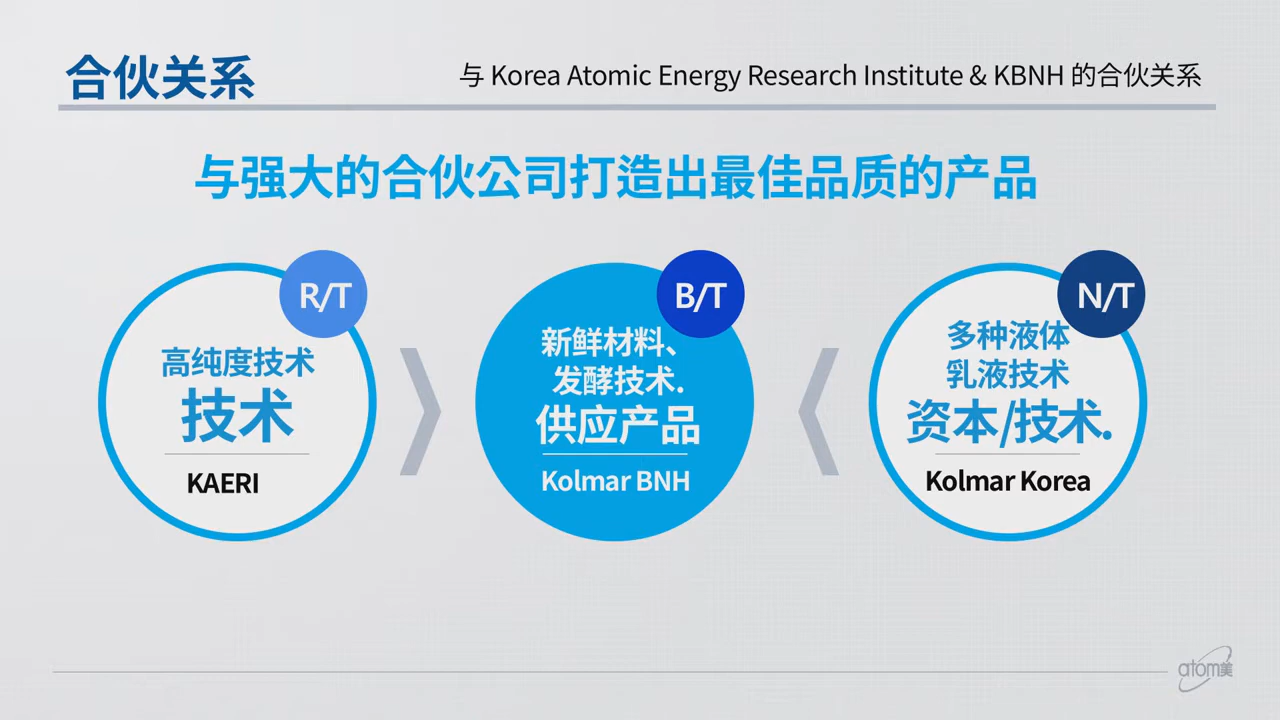 合伙关系
与 Korea Atomic Energy Research Institute & KBNH 的合伙关系
与强大的合伙公司打造出最佳品质的产品
R/T
高纯度技术
技术
KAERI
B/T
新鲜材料、
发酵技术.
供应产品
Kolmar BNH
N/T
多种液体
乳液技术
资本/技术.
Kolmar Korea
atom美